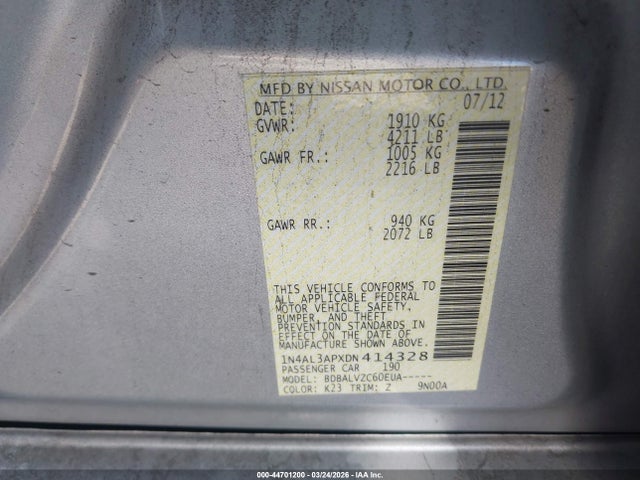 MFD BY NISSAN MOTOR CO., LTD.
DATE: 07/12
GVWR: 1910 KG
4211 LB
GAWR FR.: 1005 KG
2216 LB
GAWR RR.: 940 KG
2072 LB
THIS VEHICLE CONFORMS TO
ALL APPLICABLE FEDERAL
MOTOR VEHICLE SAFETY,
BUMPER, AND THEFT
PREVENTION STANDARDS IN
EFFECT ON THE DATE OF
MANUFACTURE SHOWN ABOVE.
1N4AL3APXDN414328
PASSENGER CAR 190
MODEL: BDBALVZC60EUA-----
COLOR: K23 TRIM: Z 9N00A
000-44701200 - 03/24/2026 - IAA Inc.